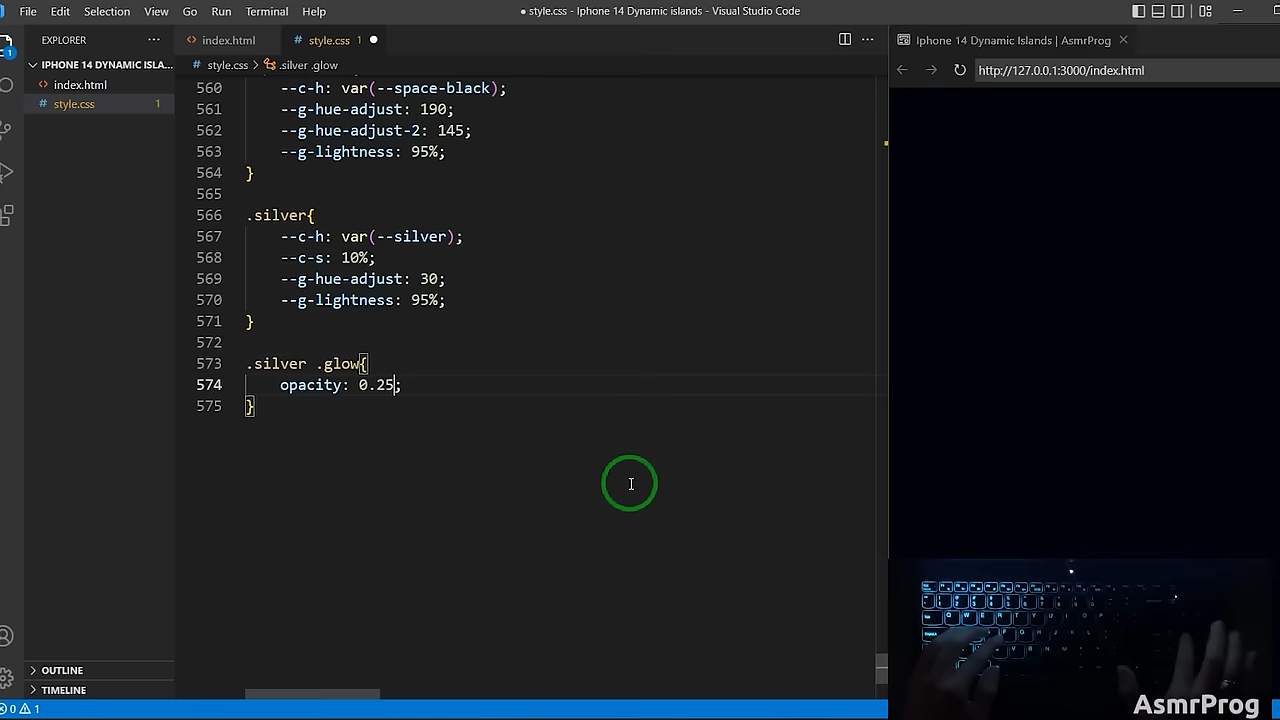 File Edit Selection View Go Run Terminal Help
● style.css - Iphone 14 Dynamic islands - Visual Studio Code
EXPLORER
index.html
style.css 1
Iphone 14 Dynamic Islands | AsmrProg
IPHONE 14 DYNAMIC ISLA...
index.html
style.css 1
style.css > .silver .glow
http://127.0.0.1:3000/index.html
560 --c-h: var(--space-black);
561 --g-hue-adjust: 190;
562 --g-hue-adjust-2: 145;
563 --g-lightness: 95%;
564 }
565
566 .silver{
567 --c-h: var(--silver);
568 --c-s: 10%;
569 --g-hue-adjust: 30;
570 --g-lightness: 95%;
571 }
572
573 .silver .glow{
574 opacity: 0.25;
575 }
1
OUTLINE
TIMELINE
0 1
AsmrProg